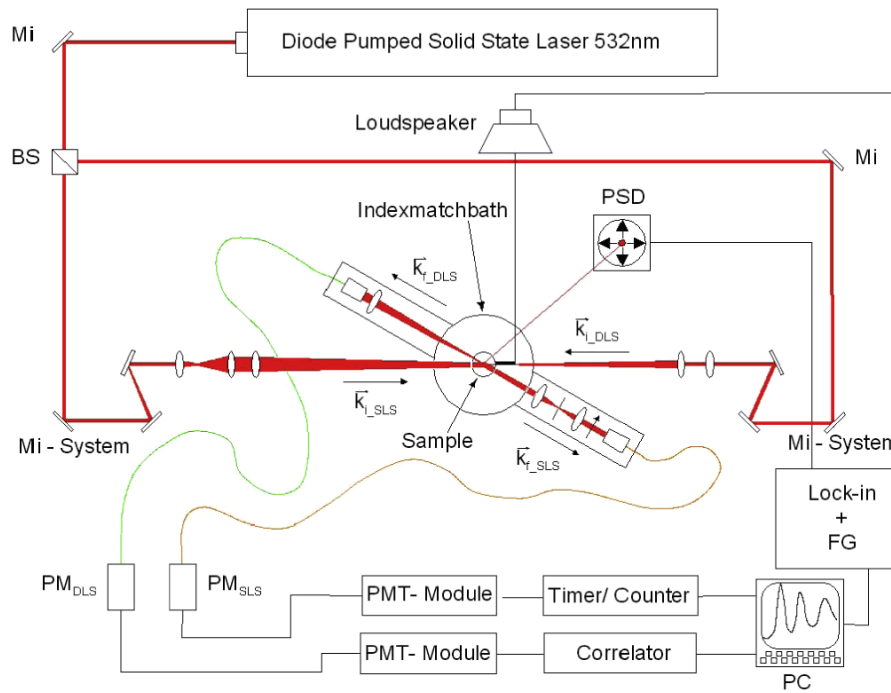 Mi
Diode Pumped Solid State Laser 532nm
Loudspeaker
BS
Mi
PSD
Indexmatchbath
k⃗f_DLS
k⃗i_DLS
k⃗i_SLS
Mi - System
Sample
k⃗f_SLS
Mi - System
Lock-in
+
FG
PMDLS
PMSLS
PMT- Module
Timer/ Counter
PMT- Module
Correlator
PC